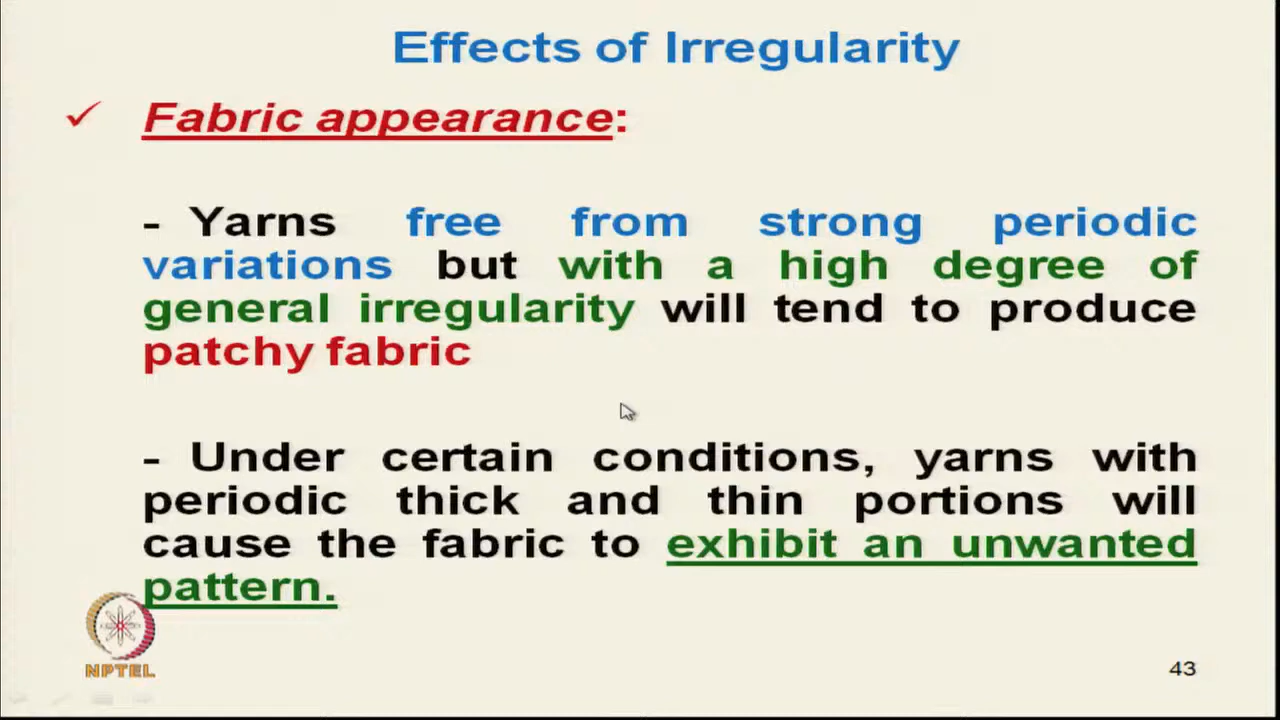 Effects of Irregularity
✓ Fabric appearance:
- Yarns free from strong periodic
variations but with a high degree of
general irregularity will tend to produce
patchy fabric
- Under certain conditions, yarns with
periodic thick and thin portions will
cause the fabric to exhibit an unwanted
pattern.
NPTEL
43